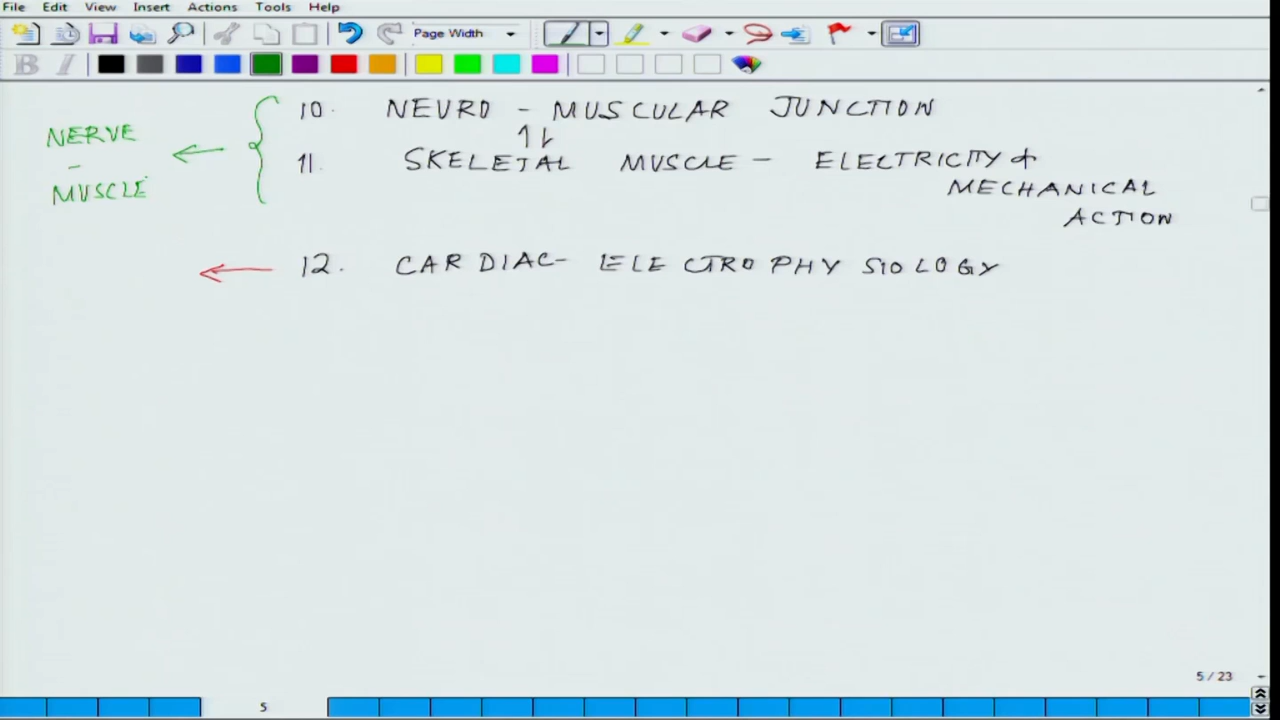 File Edit View Insert Actions Tools Help
Page Width
B I
10. NEURO - MUSCULAR JUNCTION
NERVE
-
MUSCLE
11. SKELETAL MUSCLE - ELECTRICITY &
MECHANICAL
ACTION
12. CARDIAC- ELECTROPHYSIOLOGY
5 / 23
5